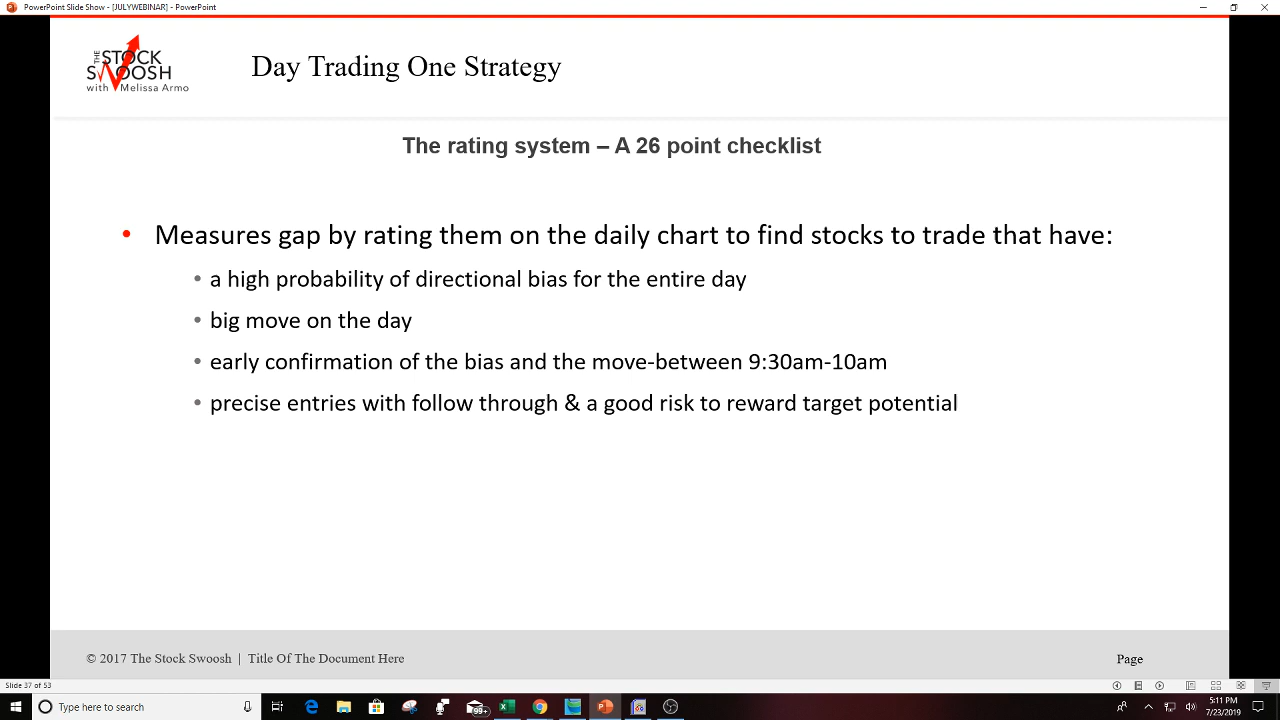 PowerPoint Slide Show - [JULYWEBINAR] - PowerPoint
THE STOCK
SWOOSH
with Melissa Armo
Day Trading One Strategy
The rating system – A 26 point checklist
• Measures gap by rating them on the daily chart to find stocks to trade that have:
• a high probability of directional bias for the entire day
• big move on the day
• early confirmation of the bias and the move-between 9:30am-10am
• precise entries with follow through & a good risk to reward target potential
© 2017 The Stock Swoosh | Title Of The Document Here
Page
Slide 37 of 53
Type here to search
99+
5:11 PM
7/23/2019